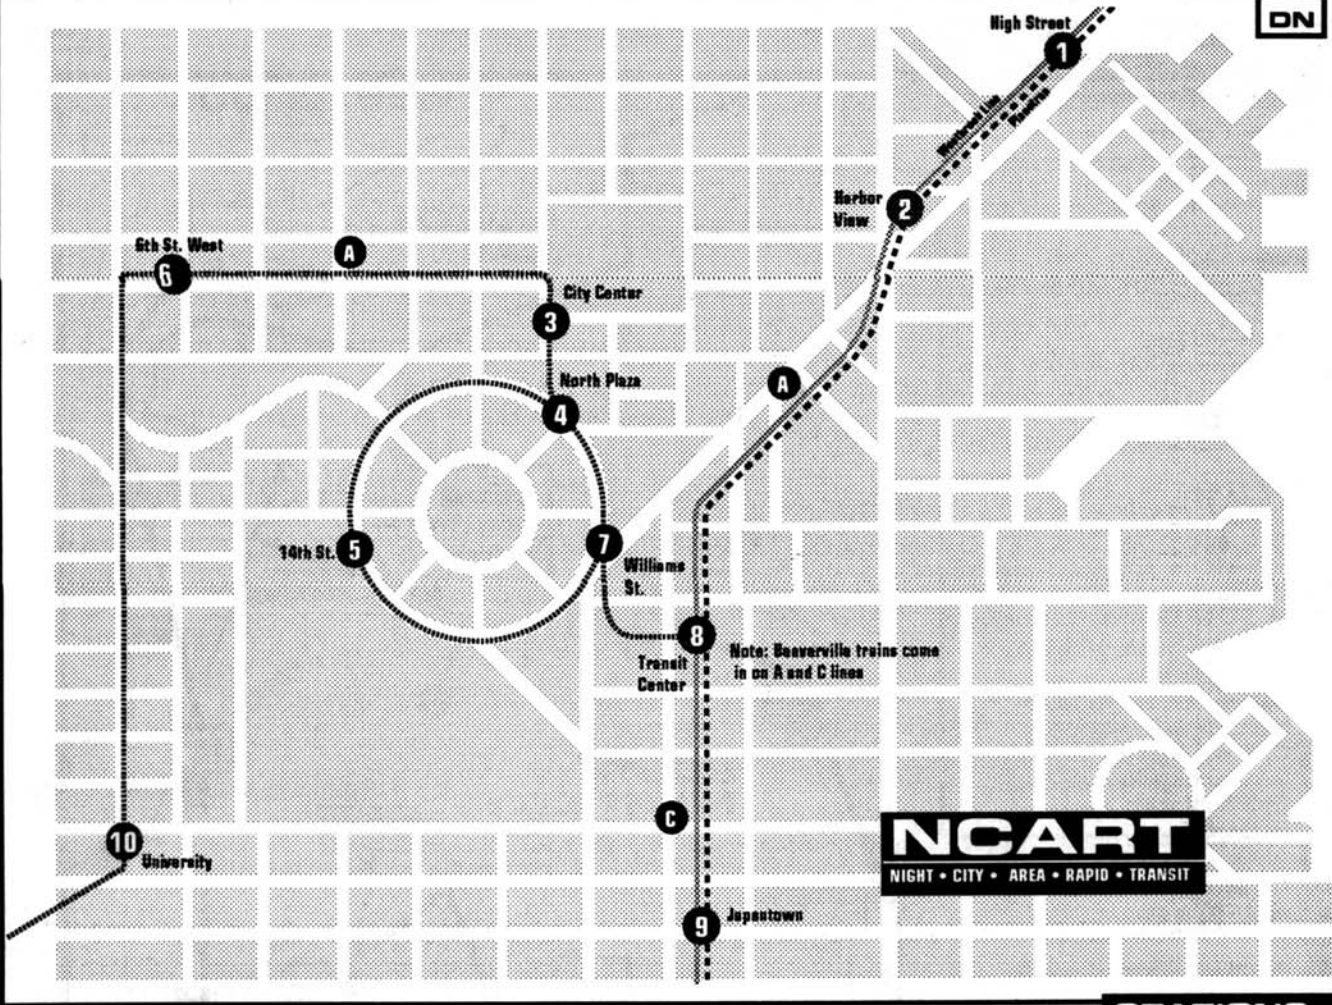 DN
High Street
1
Harbor
View
2
6th St. West
6
A
City Center
3
North Plaza
4
A
14th St.
5
7
Williams
St.
8
Transit
Center
Note: Beaverville trains come
in on A and C lines
C
NCART
NIGHT • CITY • AREA • RAPID • TRANSIT
10
University
9
Japantown